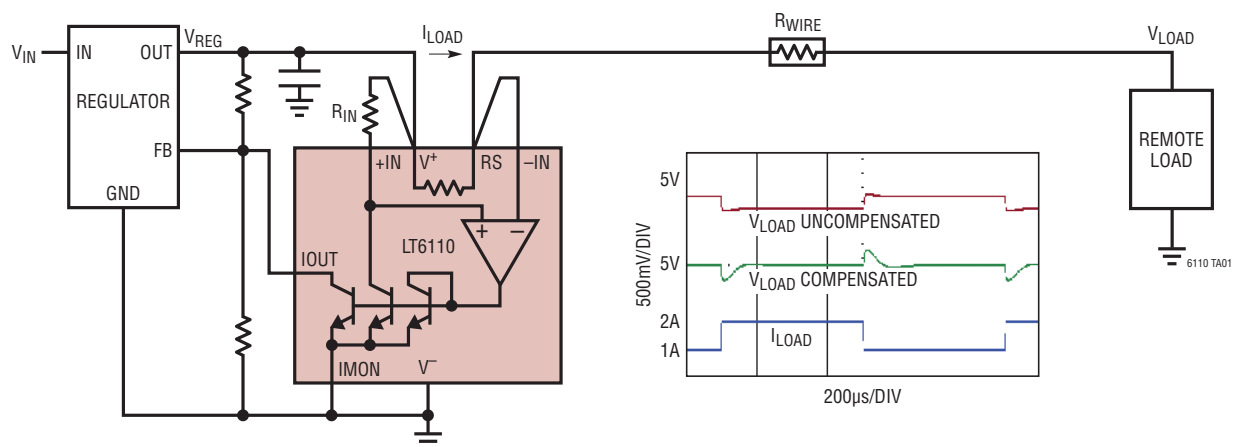 VIN
IN
OUT
REGULATOR
FB
GND
VREG
ILOAD
RWIRE
VLOAD
RIN
+IN
V+
RS
–IN
+
–
LT6110
IOUT
IMON
V–
REMOTE
LOAD
6110 TA01
500mV/DIV
5V
VLOAD UNCOMPENSATED
5V
VLOAD COMPENSATED
2A
ILOAD
1A
200µs/DIV